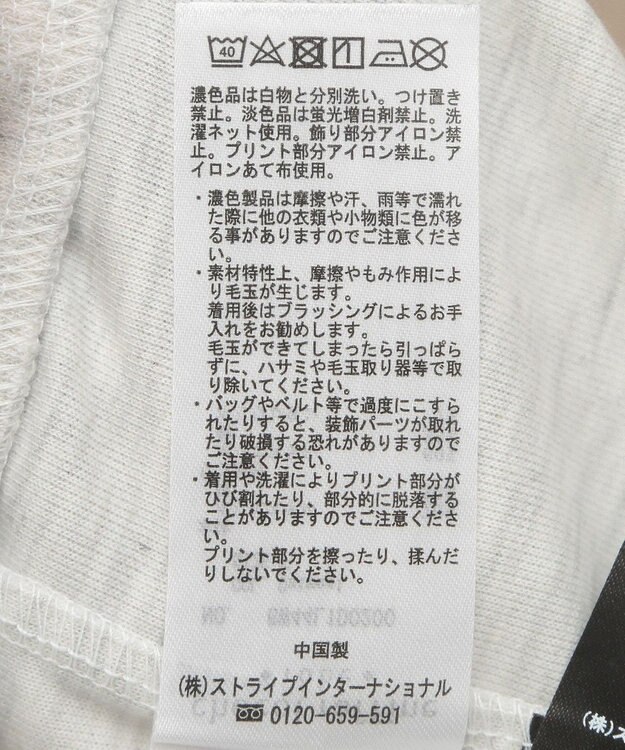 40
濃色品は白物と分別洗い。つけ置き
禁止。淡色品は蛍光増白剤禁止。洗
濯ネット使用。飾り部分アイロン禁
止。プリント部分アイロン禁止。ア
イロンあて布使用。
・濃色製品は摩擦や汗、雨等で濡れ
た際に他の衣類や小物類に色が移
る事がありますのでご注意くださ
い。
・素材特性上、摩擦やもみ作用によ
り毛玉が生じます。
着用後はブラッシングによるお手
入れをお勧めします。
毛玉ができてしまったら引っぱら
ずに、ハサミや毛玉取り器等で取
り除いてください。
・バッグやベルト等で過度にこすら
れたりすると、装飾パーツが取れ
たり破損する恐れがありますので
ご注意ください。
・着用や洗濯によりプリント部分が
ひび割れたり、部分的に脱落する
ことがありますのでご注意くださ
い。
プリント部分を擦ったり、揉んだ
りしないでください。
中国製
(株)ストライプインターナショナル
0120-659-591
(株)ス